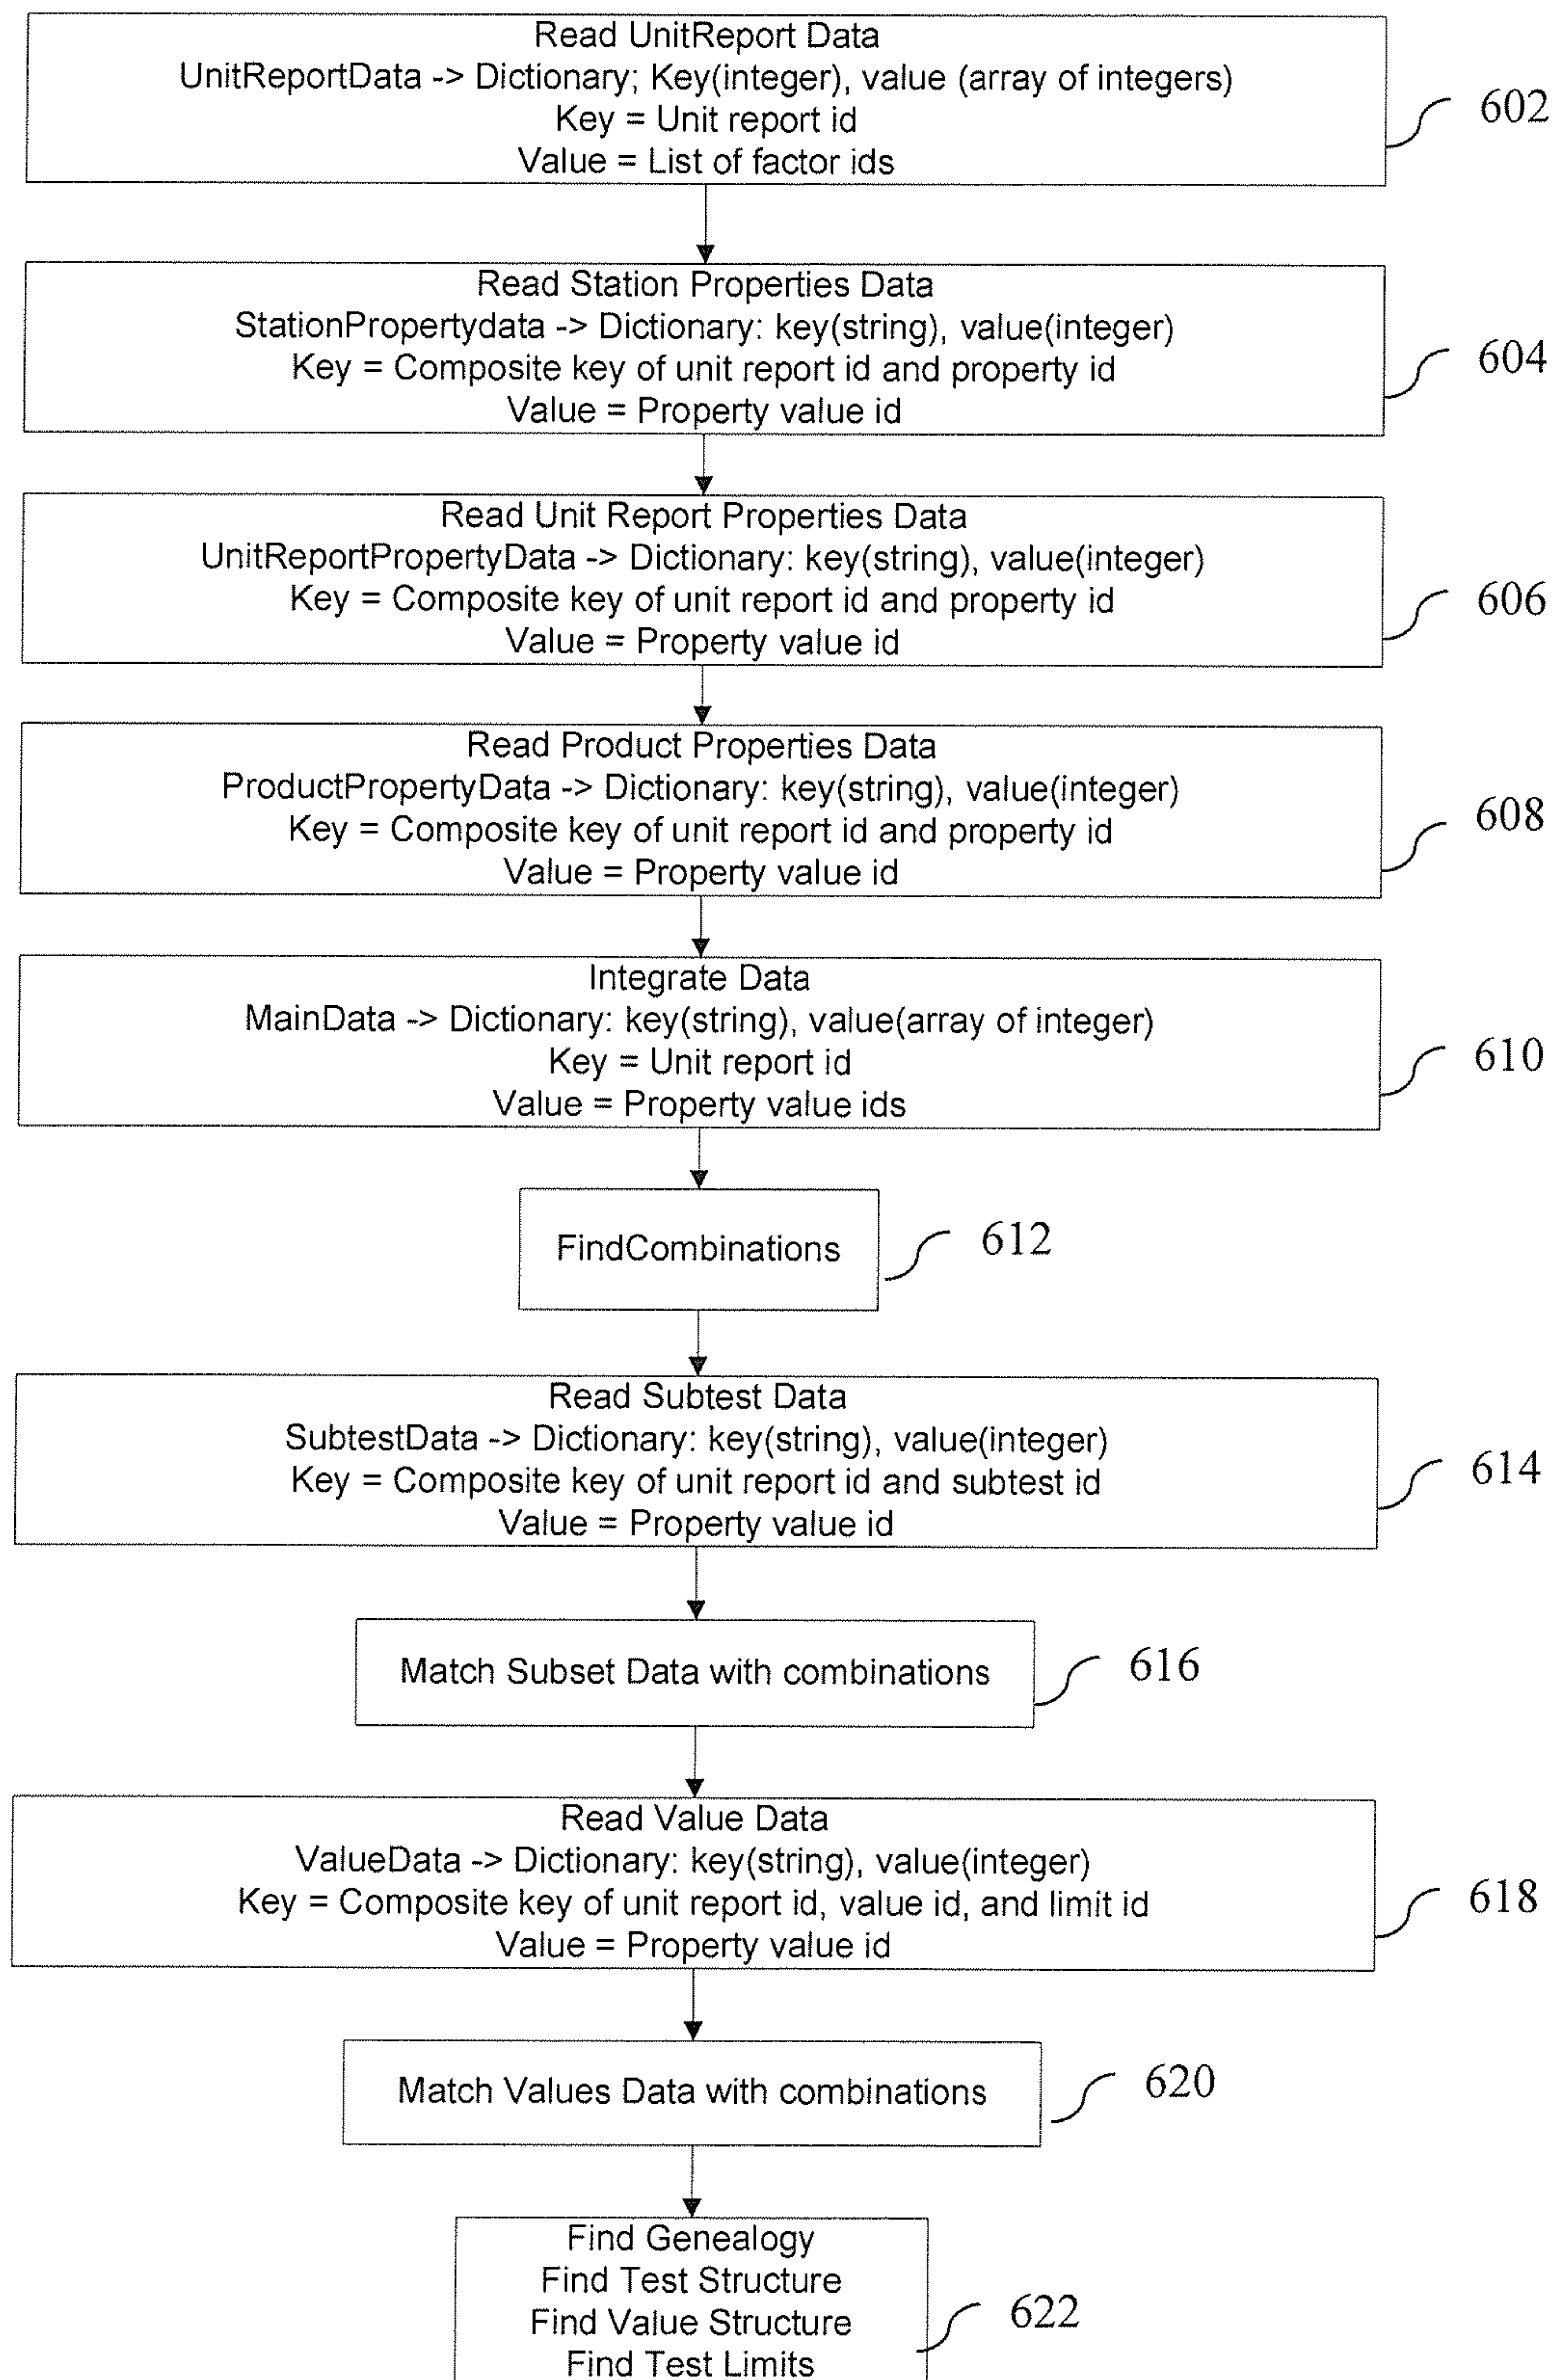 Read UnitReport Data
UnitReportData -> Dictionary; Key(integer), value (array of integers)
Key = Unit report id
Value = List of factor ids
602
Read Station Properties Data
StationPropertydata -> Dictionary: key(string), value(integer)
Key = Composite key of unit report id and property id
Value = Property value id
604
Read Unit Report Properties Data
UnitReportPropertyData -> Dictionary: key(string), value(integer)
Key = Composite key of unit report id and property id
Value = Property value id
606
Read Product Properties Data
ProductPropertyData -> Dictionary: key(string), value(integer)
Key = Composite key of unit report id and property id
Value = Property value id
608
Integrate Data
MainData -> Dictionary: key(string), value(array of integer)
Key = Unit report id
Value = Property value ids
610
FindCombinations
612
Read Subtest Data
SubtestData -> Dictionary: key(string), value(integer)
Key = Composite key of unit report id and subtest id
Value = Property value id
614
Match Subset Data with combinations
616
Read Value Data
ValueData -> Dictionary: key(string), value(integer)
Key = Composite key of unit report id, value id, and limit id
Value = Property value id
618
Match Values Data with combinations
620
Find Genealogy
Find Test Structure
Find Value Structure
Find Test Limits
622